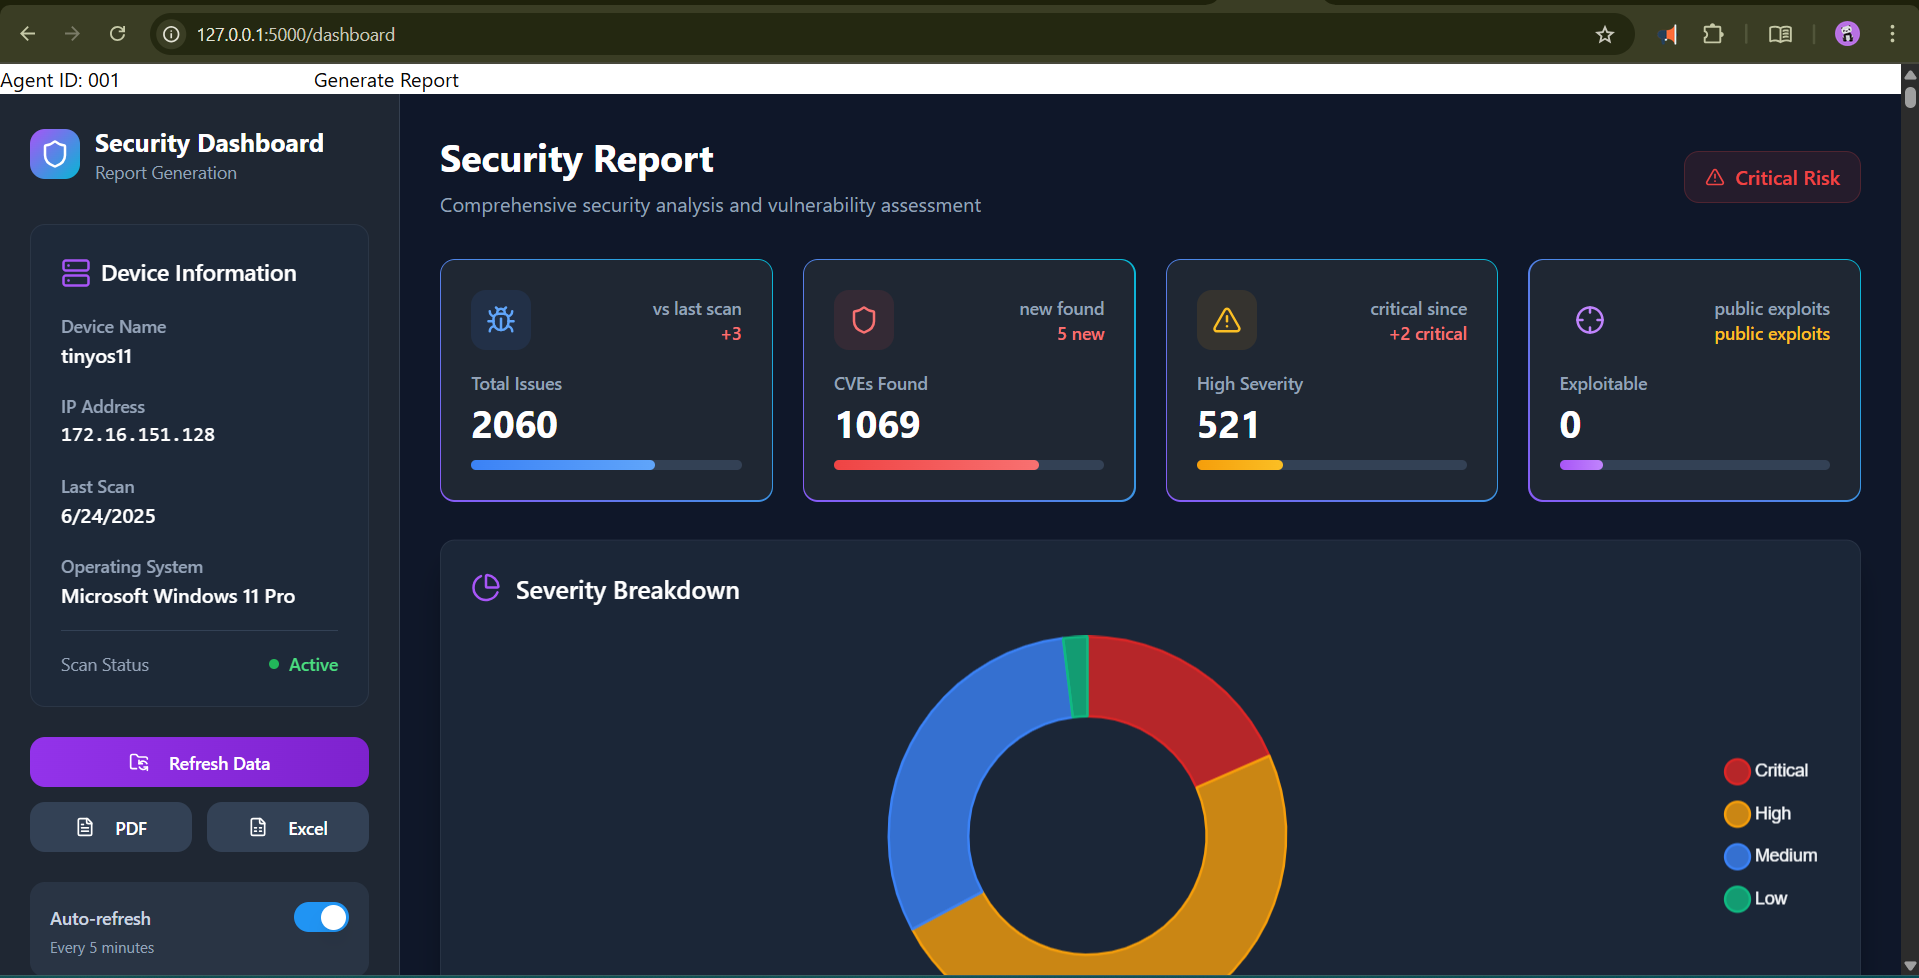 127.0.0.1:5000/dashboard
Agent ID: 001
Generate Report
Security Dashboard
Report Generation
Device Information
Device Name
tinyos11
IP Address
172.16.151.128
Last Scan
6/24/2025
Operating System
Microsoft Windows 11 Pro
Scan Status
Active
Refresh Data
PDF
Excel
Auto-refresh
Every 5 minutes
Security Report
Comprehensive security analysis and vulnerability assessment
Critical Risk
vs last scan
+3
Total Issues
2060
new found
5 new
CVEs Found
1069
critical since
+2 critical
High Severity
521
public exploits
public exploits
Exploitable
0
Severity Breakdown
Critical
High
Medium
Low